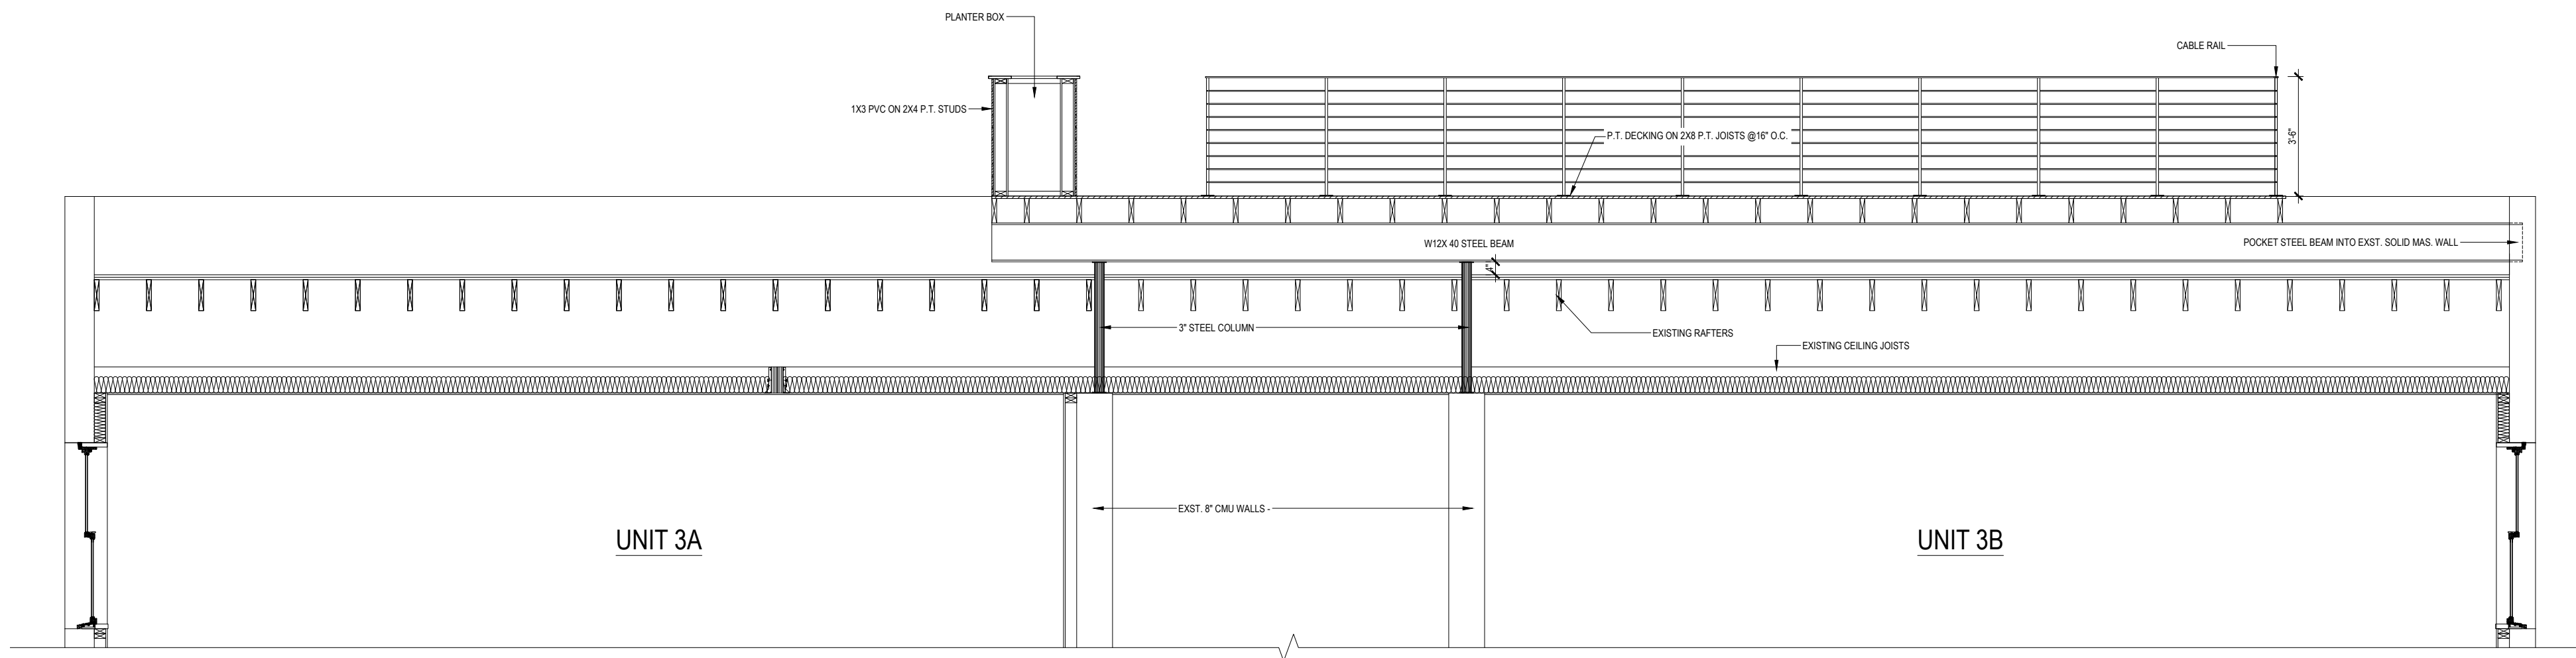 PLANTER BOX
CABLE RAIL
1X3 PVC ON 2X4 P.T. STUDS
P.T. DECKING ON 2X8 P.T. JOISTS @16" O.C.
3'-6"
W12X 40 STEEL BEAM
POCKET STEEL BEAM INTO EXST. SOLID MAS. WALL
4"
3" STEEL COLUMN
EXISTING RAFTERS
EXISTING CEILING JOISTS
EXST. 8" CMU WALLS -
UNIT 3A
UNIT 3B